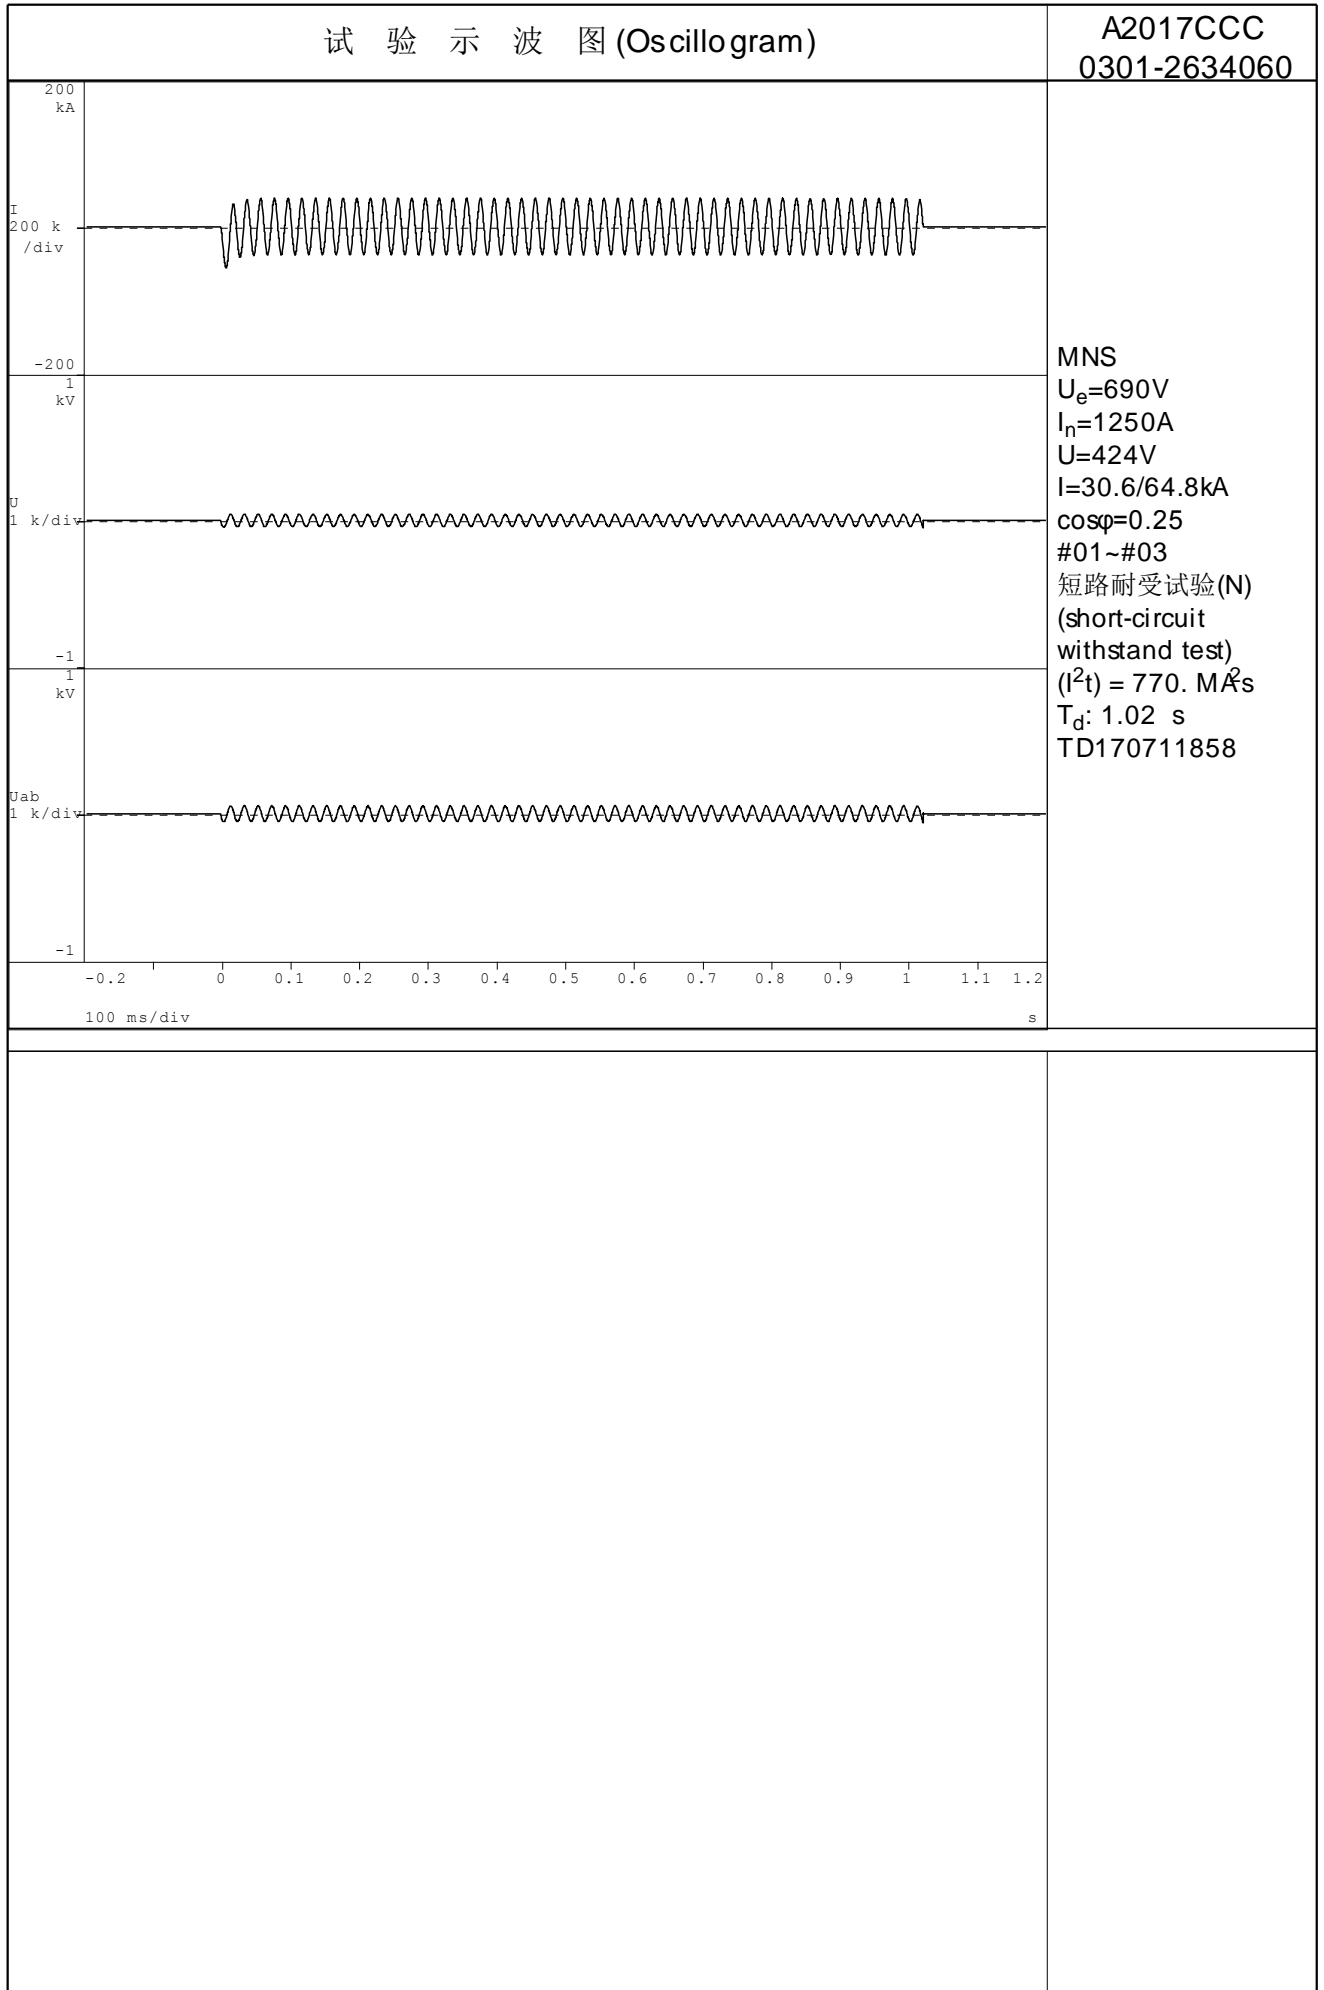 试 验 示 波 图(Oscillogram)
A2017CCC
0301-2634060
200
kA
I
200 k
/div
-200
1
kV
U
1 k/div
-1
1
kV
Uab
1 k/div
-1
-0.2 0 0.1 0.2 0.3 0.4 0.5 0.6 0.7 0.8 0.9 1 1.1 1.2
100 ms/div s
MNS
Ue=690V
In=1250A
U=424V
I=30.6/64.8kA
cosφ=0.25
#01~#03
短路耐受试验(N)
(short-circuit
withstand test)
(I²t) = 770. MA²s
Td: 1.02 s
TD170711858